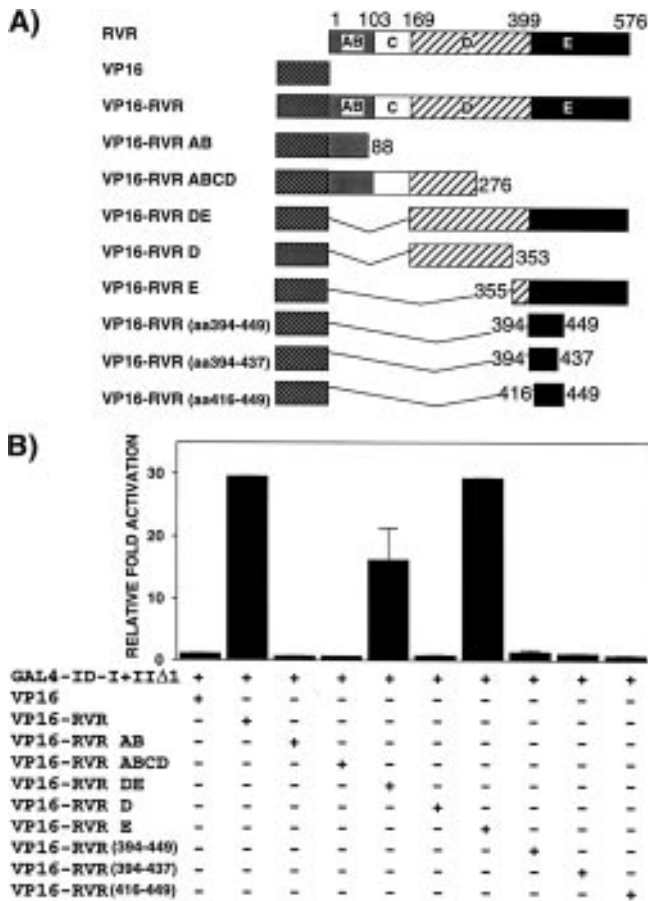 A)
1 103 169 399 576
RVR AB C D E
VP16
VP16-RVR AB C D E
VP16-RVR AB 88
VP16-RVR ABCD 276
VP16-RVR DE
VP16-RVR D 353
VP16-RVR E 355
VP16-RVR (aa394-449) 394 449
VP16-RVR (aa394-437) 394 437
VP16-RVR (aa416-449) 416 449
B)
RELATIVE FOLD ACTIVATION
30
20
10
0
GAL4-ID-I+IIΔ1 + + + + + + + + + +
VP16 + - - - - - - - - -
VP16-RVR - + - - - - - - - -
VP16-RVR AB - - + - - - - - - -
VP16-RVR ABCD - - - + - - - - - -
VP16-RVR DE - - - - + - - - - -
VP16-RVR D - - - - - + - - - -
VP16-RVR E - - - - - - + - - -
VP16-RVR(394-449) - - - - - - - + - -
VP16-RVR(394-437) - - - - - - - - + -
VP16-RVR(416-449) - - - - - - - - - +